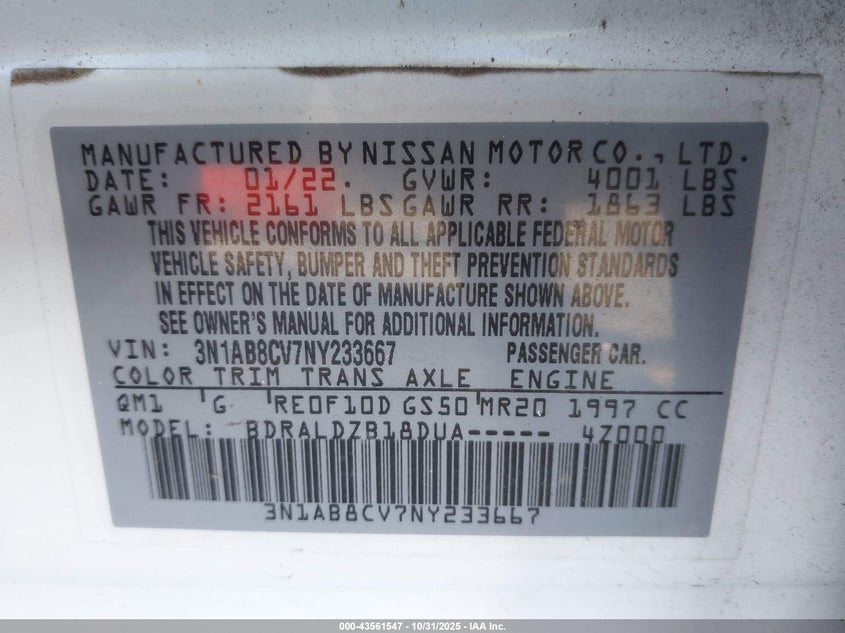 MANUFACTURED BY NISSAN MOTOR CO., LTD.
DATE: 01/22. GVWR: 4001 LBS
GAWR FR: 2161 LBS GAWR RR: 1863 LBS
THIS VEHICLE CONFORMS TO ALL APPLICABLE FEDERAL MOTOR
VEHICLE SAFETY, BUMPER AND THEFT PREVENTION STANDARDS
IN EFFECT ON THE DATE OF MANUFACTURE SHOWN ABOVE.
SEE OWNER'S MANUAL FOR ADDITIONAL INFORMATION.
VIN: 3N1AB8CV7NY233667 PASSENGER CAR.
COLOR TRIM TRANS AXLE ENGINE
QM1 G RE0F10D GS50 MR20 1997 CC
MODEL: BDRALDZB18DUA----- 4Z000
3N1AB8CV7NY233667
000-43561547 - 10/31/2025 - IAA Inc.